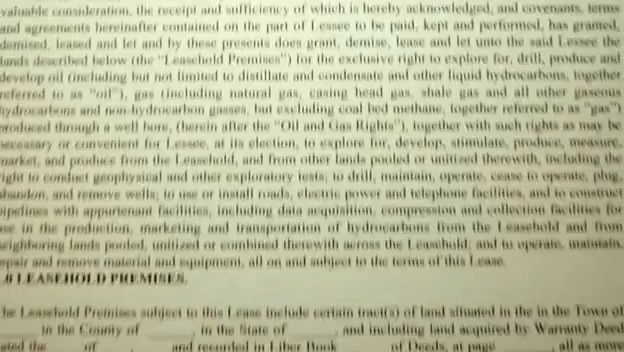 valuable consideration, the receipt and sufficiency of which is hereby acknowledged, and covenants, terms
and agreements hereinafter contained on the part of Lessee to be paid, kept and performed, has granted,
demised, leased and let and by these presents does grant, demise, lease and let unto the said Lessee the
lands described below (the "Leasehold Premises") for the exclusive right to explore for, drill, produce and
develop oil (including but not limited to distillate and condensate and other liquid hydrocarbons, together
referred to as "oil"), gas (including natural gas, casing head gas, shale gas and all other gaseous
hydrocarbons and non-hydrocarbon gasses, but excluding coal bed methane, together referred to as "gas")
produced through a well bore, (herein after the "Oil and Gas Rights"), together with such rights as may be
necessary or convenient for Lessee, at its election, to explore for, develop, stimulate, produce, measure,
market, and produce from the Leasehold, and from other lands pooled or unitized therewith, including the
right to conduct geophysical and other exploratory tests; to drill, maintain, operate, cease to operate, plug,
abandon, and remove wells; to use or install roads, electric power and telephone facilities, and to construct
pipelines with appurtenant facilities, including data acquisition, compression and collection facilities for
use in the production, marketing and transportation of hydrocarbons from the Leasehold and from
neighboring lands pooled, unitized or combined therewith across the Leasehold; and to operate, maintain,
repair and remove material and equipment, all on and subject to the terms of this Lease.
.0 LEASEHOLD PREMISES.
The Leasehold Premises subject to this Lease include certain tract(s) of land situated in the in the Town of
in the County of in the State of , and including land acquired by Warranty Deed
dated the of , and recorded in Liber Book of Deeds, at page , all as more